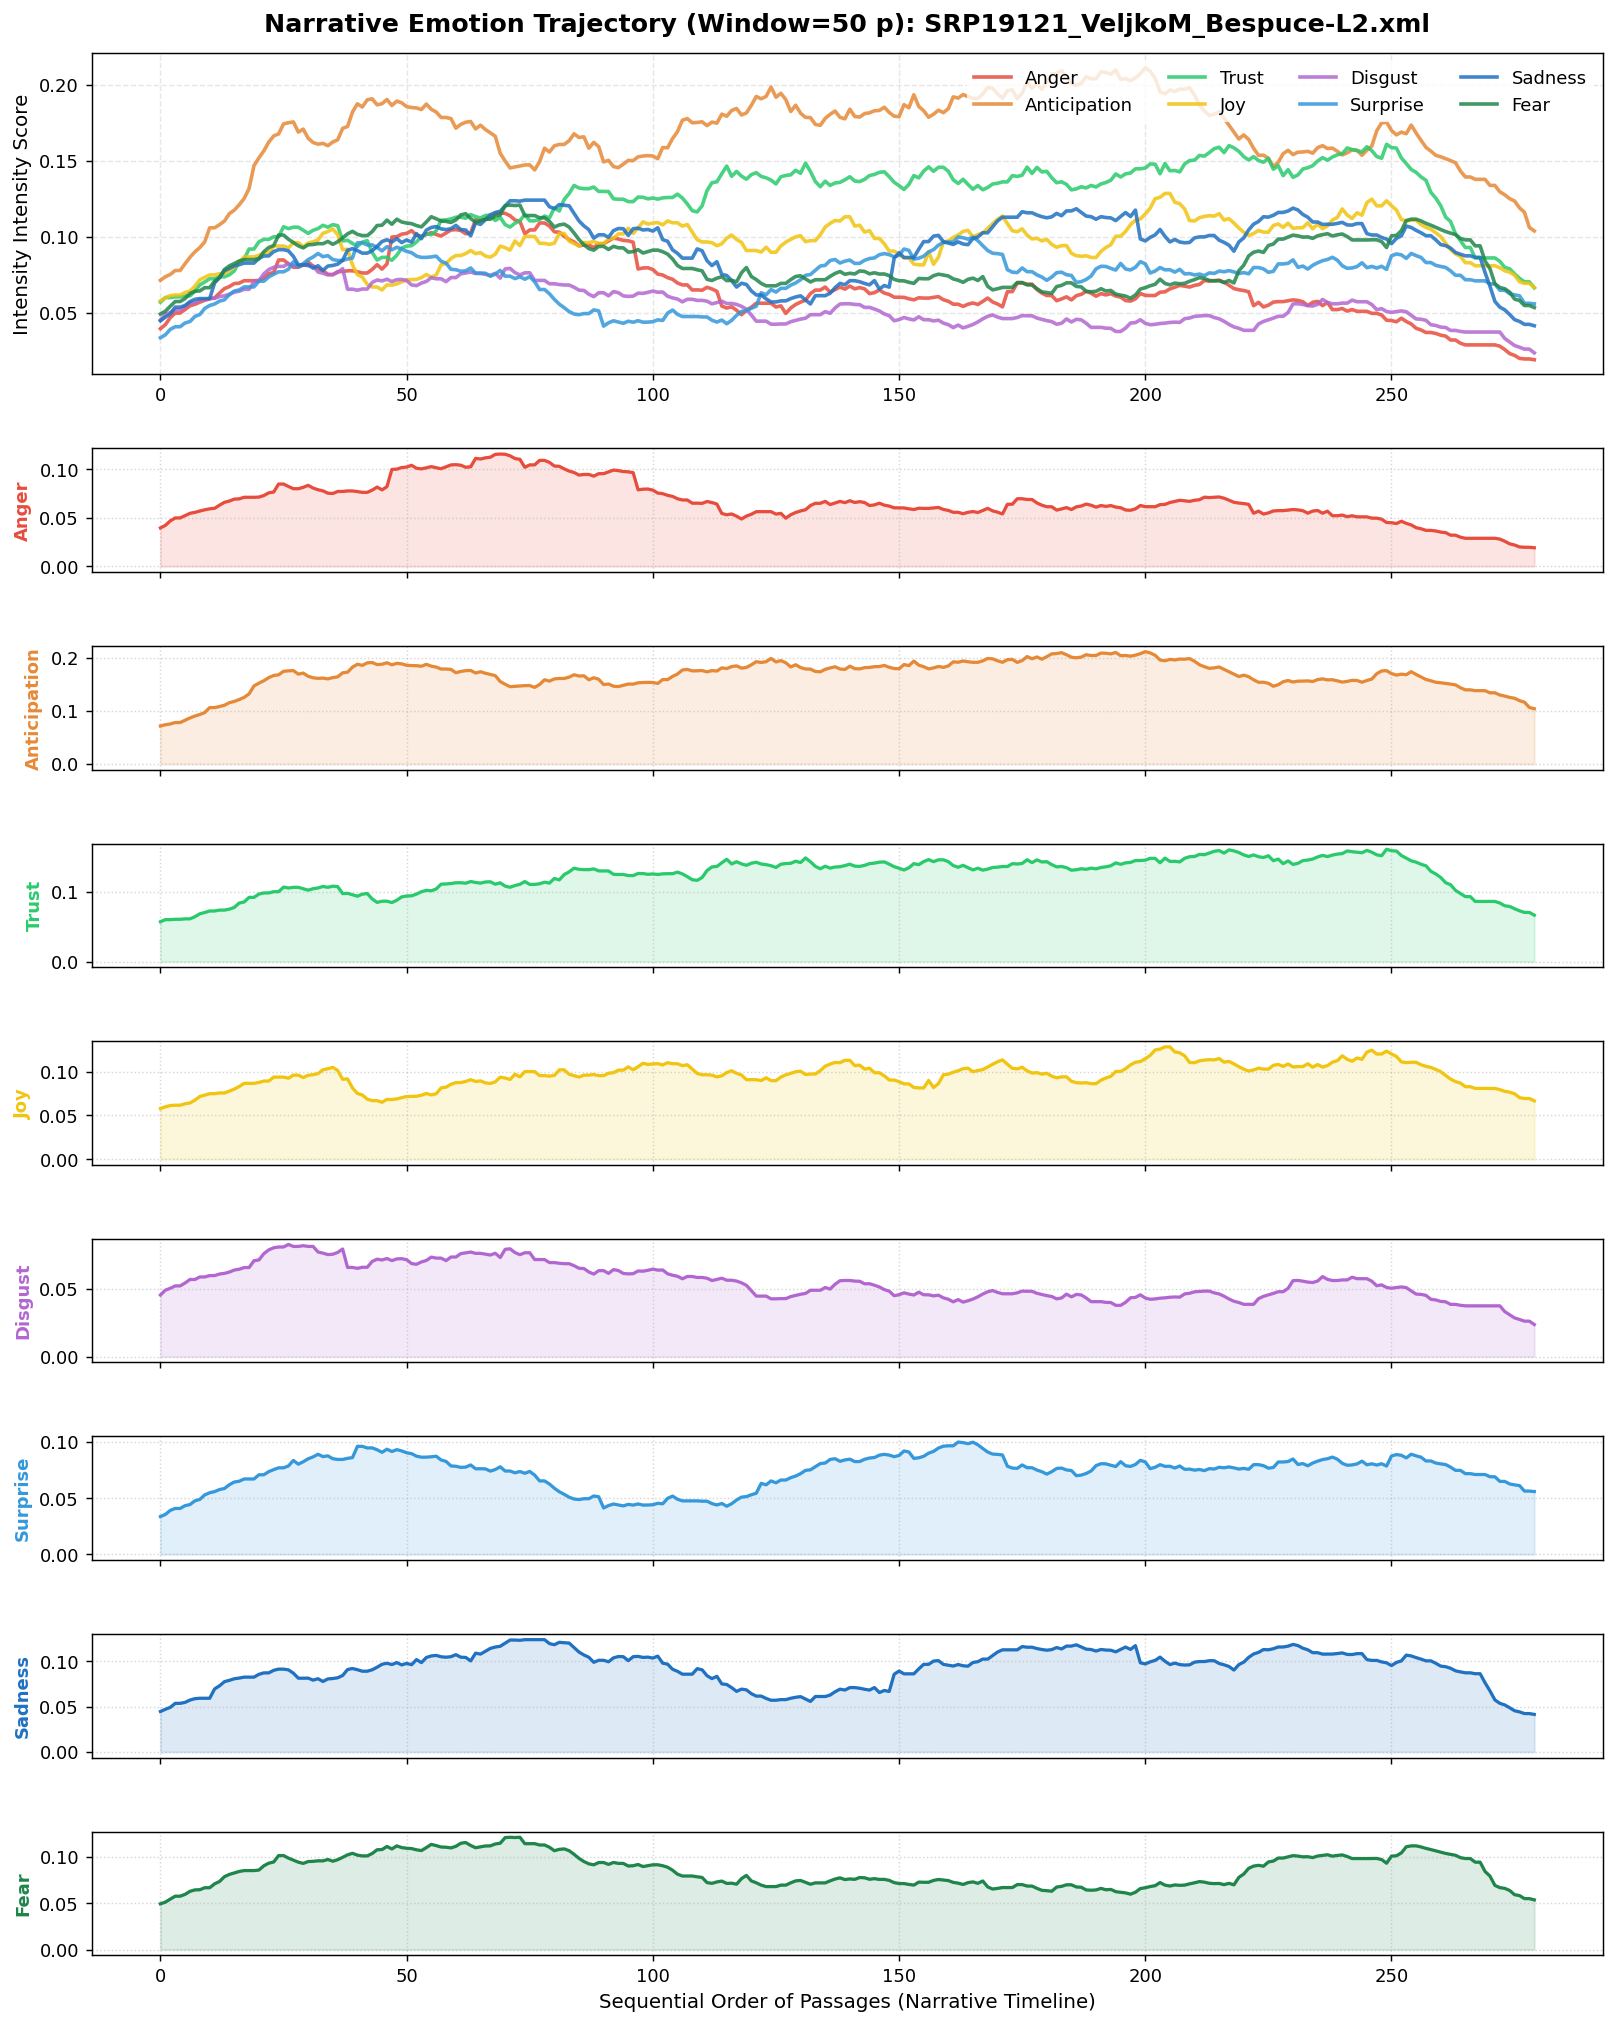 Narrative Emotion Trajectory (Window=50 p): SRP19121_VeljkoM_Bespuce-L2.xml
Intensity Intensity Score
0.20
0.15
0.10
0.05
Anger Trust Disgust Sadness
Anticipation Joy Surprise Fear
0 50 100 150 200 250
Anger
0.10
0.05
0.00
Anticipation
0.2
0.1
0.0
Trust
0.1
0.0
Joy
0.10
0.05
0.00
Disgust
0.05
0.00
Surprise
0.10
0.05
0.00
Sadness
0.10
0.05
0.00
Fear
0.10
0.05
0.00
0 50 100 150 200 250
Sequential Order of Passages (Narrative Timeline)